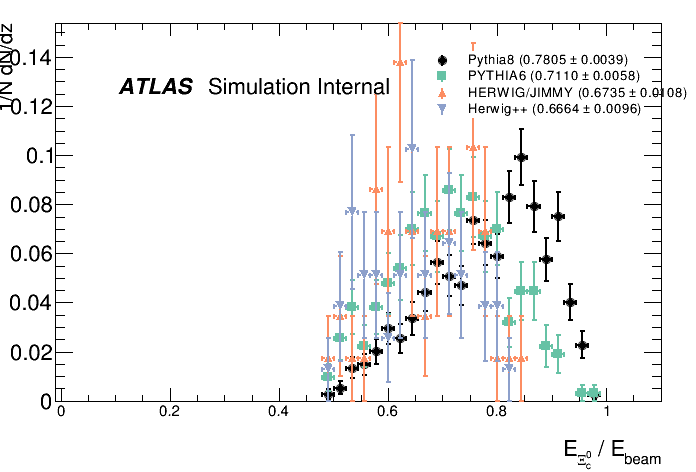 1/N dN/dz
0.14
0.12
0.1
0.08
0.06
0.04
0.02
0
ATLAS Simulation Internal
Pythia8 (0.7805 ± 0.0039)
PYTHIA6 (0.7110 ± 0.0058)
HERWIG/JIMMY (0.6735 ± 0.0108)
Herwig++ (0.6664 ± 0.0096)
0 0.2 0.4 0.6 0.8 1
E_Ξc^0 / E_beam